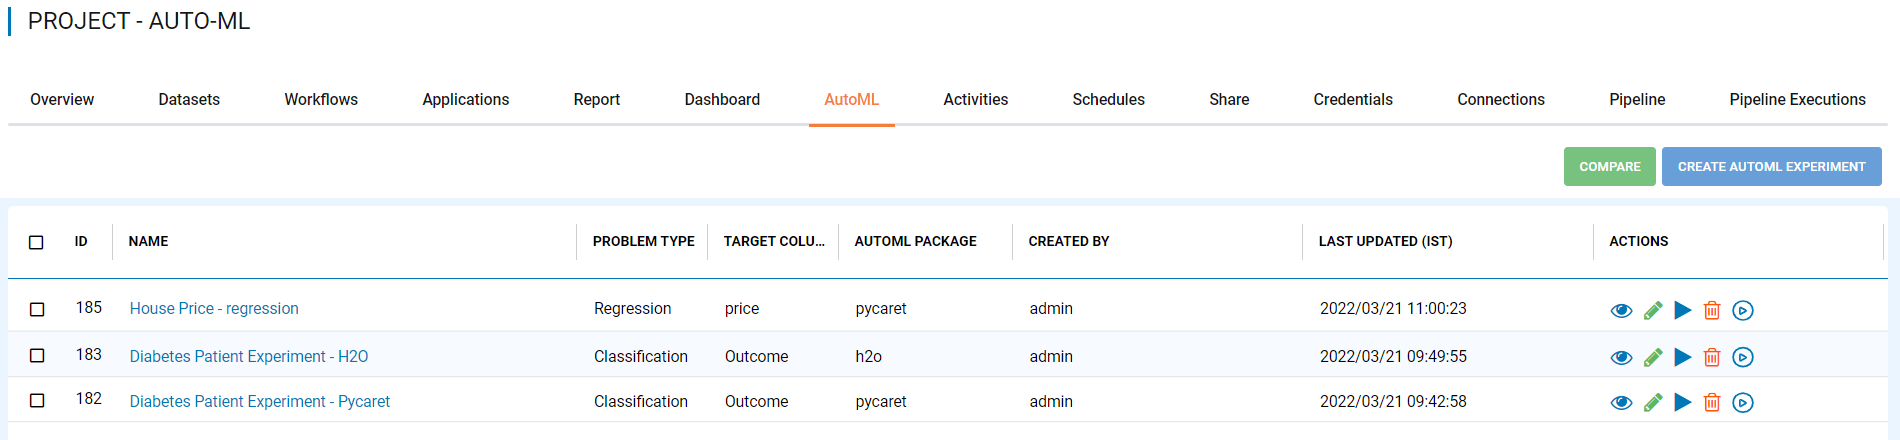 PROJECT - AUTO-ML
Overview Datasets Workflows Applications Report Dashboard AutoML Activities Schedules Share Credentials Connections Pipeline Pipeline Executions
COMPARE CREATE AUTOML EXPERIMENT
ID NAME PROBLEM TYPE TARGET COLU... AUTOML PACKAGE CREATED BY LAST UPDATED (IST) ACTIONS
185 House Price - regression Regression price pycaret admin 2022/03/21 11:00:23
183 Diabetes Patient Experiment - H2O Classification Outcome h2o admin 2022/03/21 09:49:55
182 Diabetes Patient Experiment - Pycaret Classification Outcome pycaret admin 2022/03/21 09:42:58